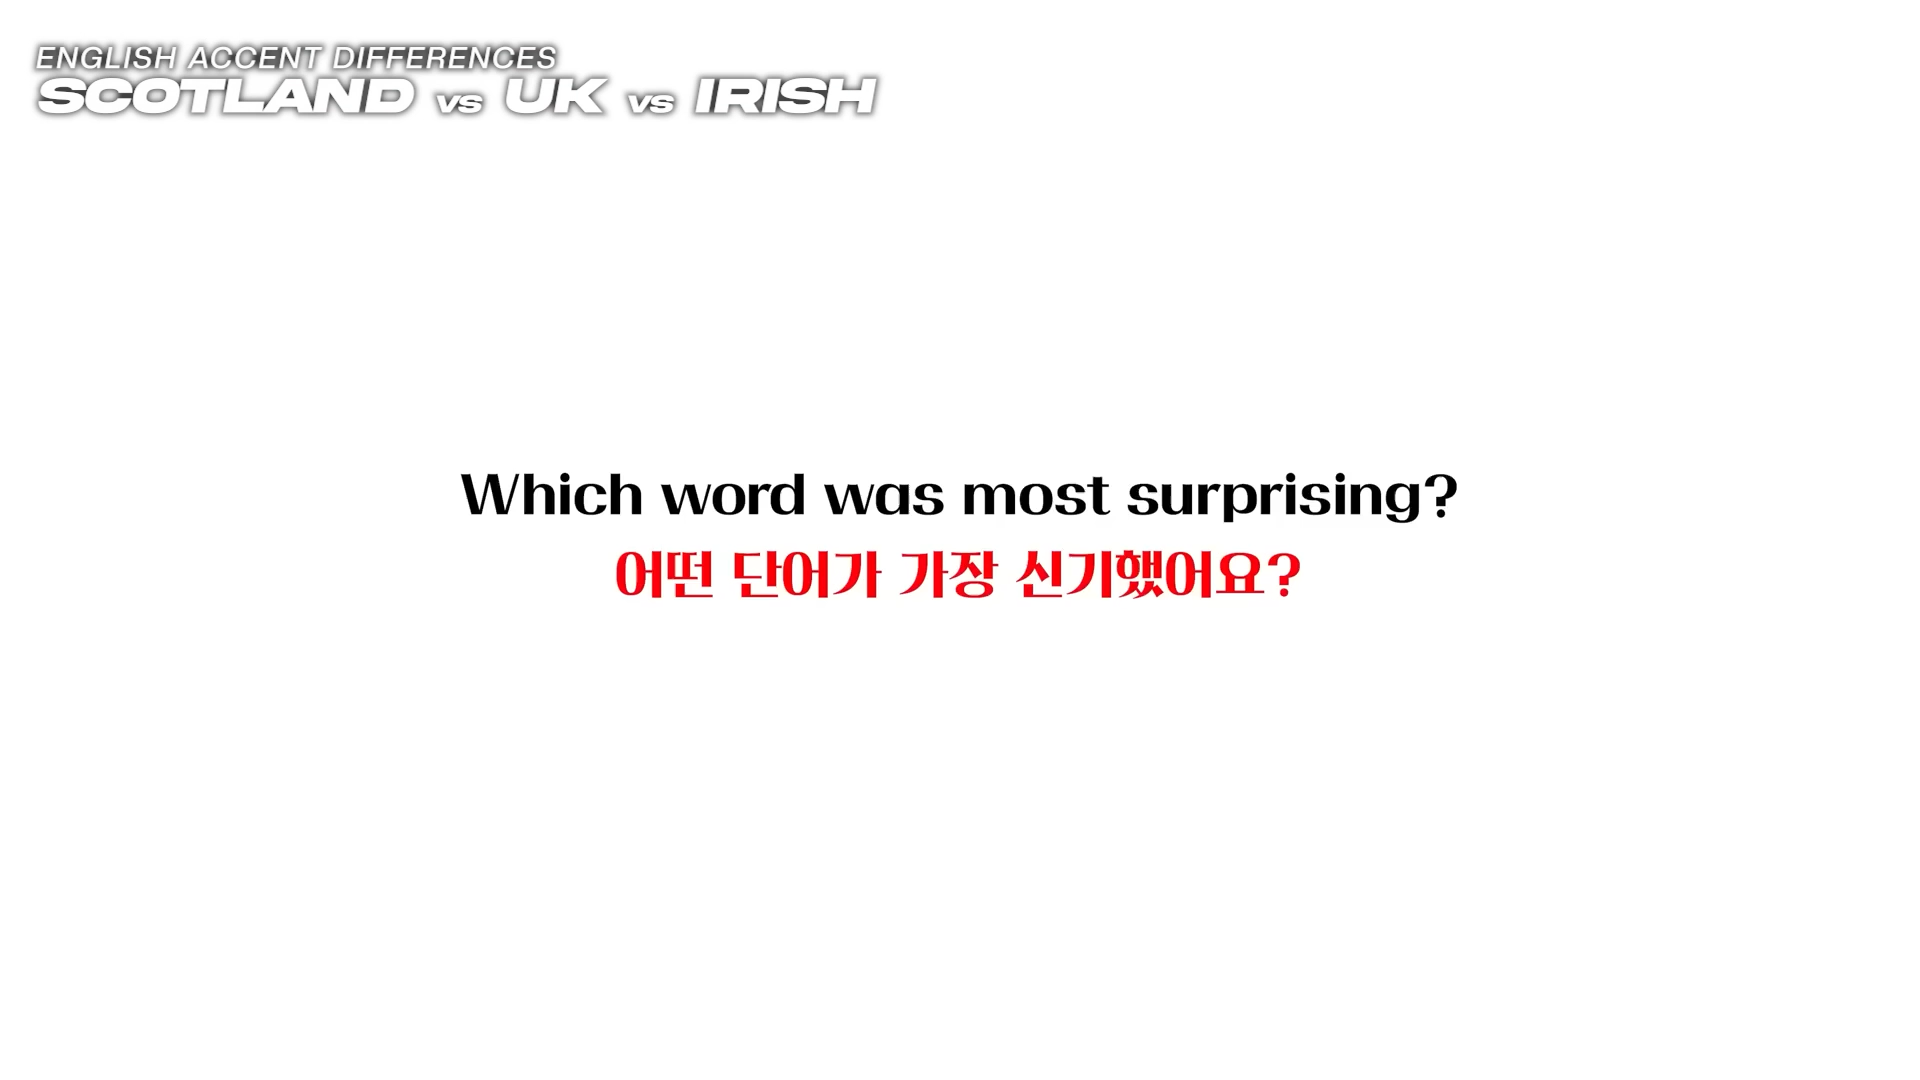 ENGLISH ACCENT DIFFERENCES
SCOTLAND vs UK vs IRISH
Which word was most surprising?
어떤 단어가 가장 신기했어요?